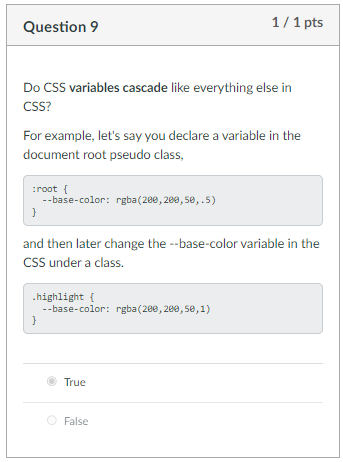 Question 9
1 / 1 pts
Do CSS variables cascade like everything else in
CSS?
For example, let's say you declare a variable in the
document root pseudo class,
:root {
--base-color: rgba(200,200,50,.5)
}
and then later change the --base-color variable in the
CSS under a class.
.highlight {
--base-color: rgba(200,200,50,1)
}
True
False